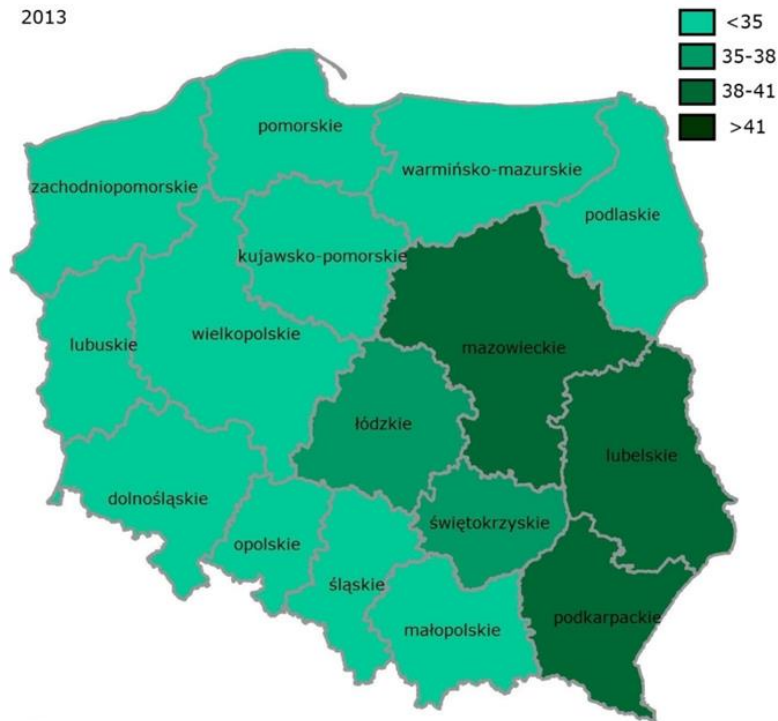 2013
<35
35-38
38-41
>41
pomorskie
warmińsko-mazurskie
zachodniopomorskie
podlaskie
kujawsko-pomorskie
wielkopolskie
lubuskie
mazowieckie
łódzkie
lubelskie
dolnośląskie
świętokrzyskie
opolskie
śląskie
podkarpackie
małopolskie